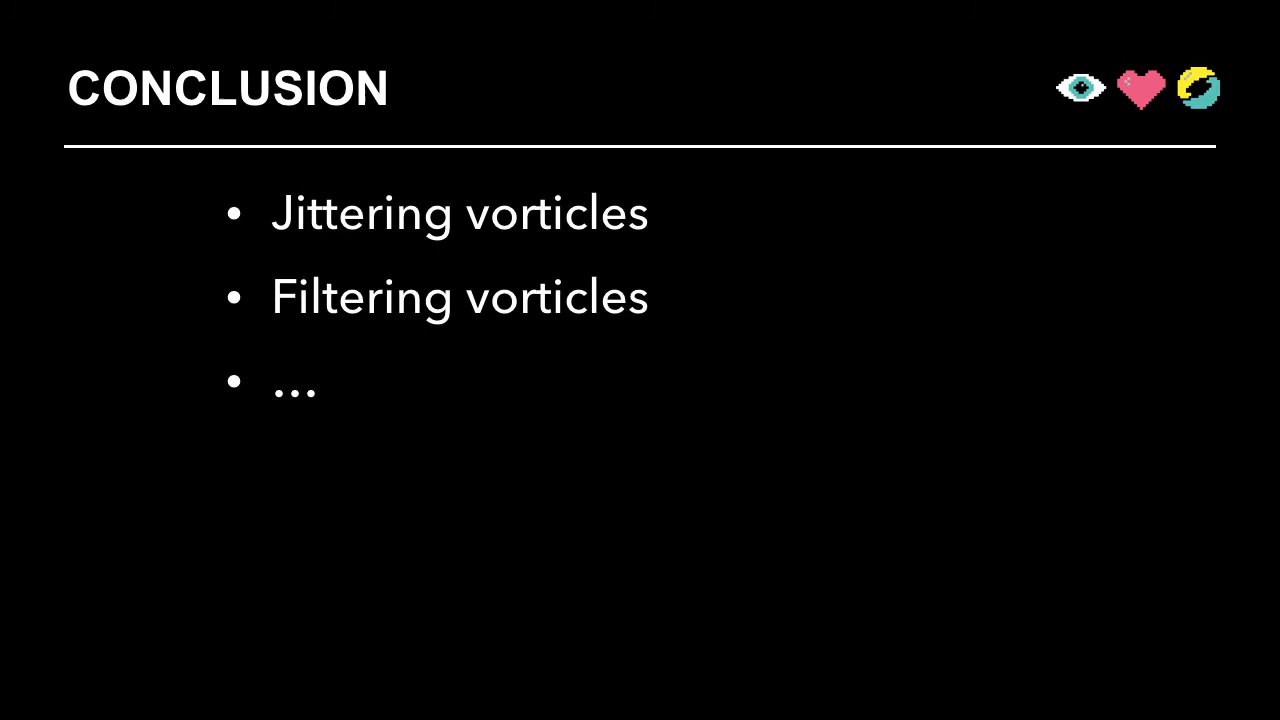 CONCLUSION
• Jittering vorticles
• Filtering vorticles
• ...